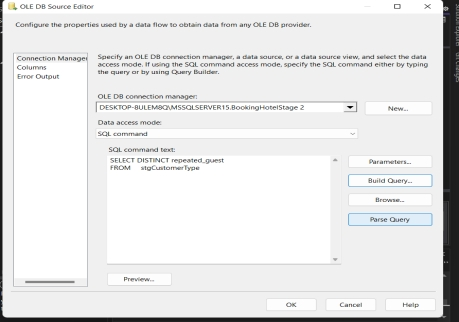 OLE DB Source Editor
Configure the properties used by a data flow to obtain data from any OLE DB provider.
Connection Manager
Columns
Error Output
Specify an OLE DB connection manager, a data source, or a data source view, and select the data
access mode. If using the SQL command access mode, specify the SQL command either by typing
the query or by using Query Builder.
OLE DB connection manager:
DESKTOP-8ULEM8Q\MSSQLSERVER15.BookingHotelStage 2
New...
Data access mode:
SQL command
SQL command text:
SELECT DISTINCT repeated_guest
FROM stgCustomerType
Parameters...
Build Query...
Browse...
Parse Query
Preview...
OK
Cancel
Help